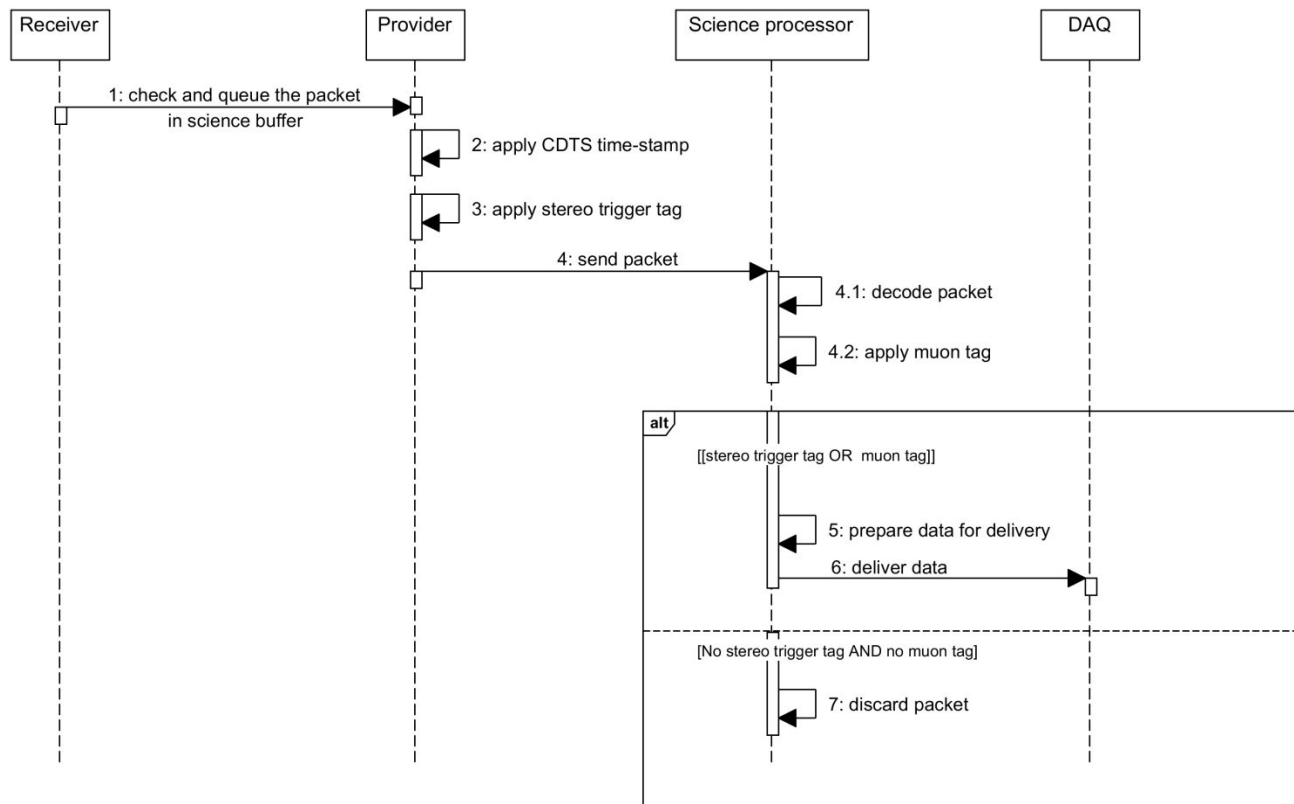 Receiver
Provider
Science processor
DAQ
1: check and queue the packet
in science buffer
2: apply CDTS time-stamp
3: apply stereo trigger tag
4: send packet
4.1: decode packet
4.2: apply muon tag
alt
[[stereo trigger tag OR  muon tag]]
5: prepare data for delivery
6: deliver data
[No stereo trigger tag AND no muon tag]
7: discard packet